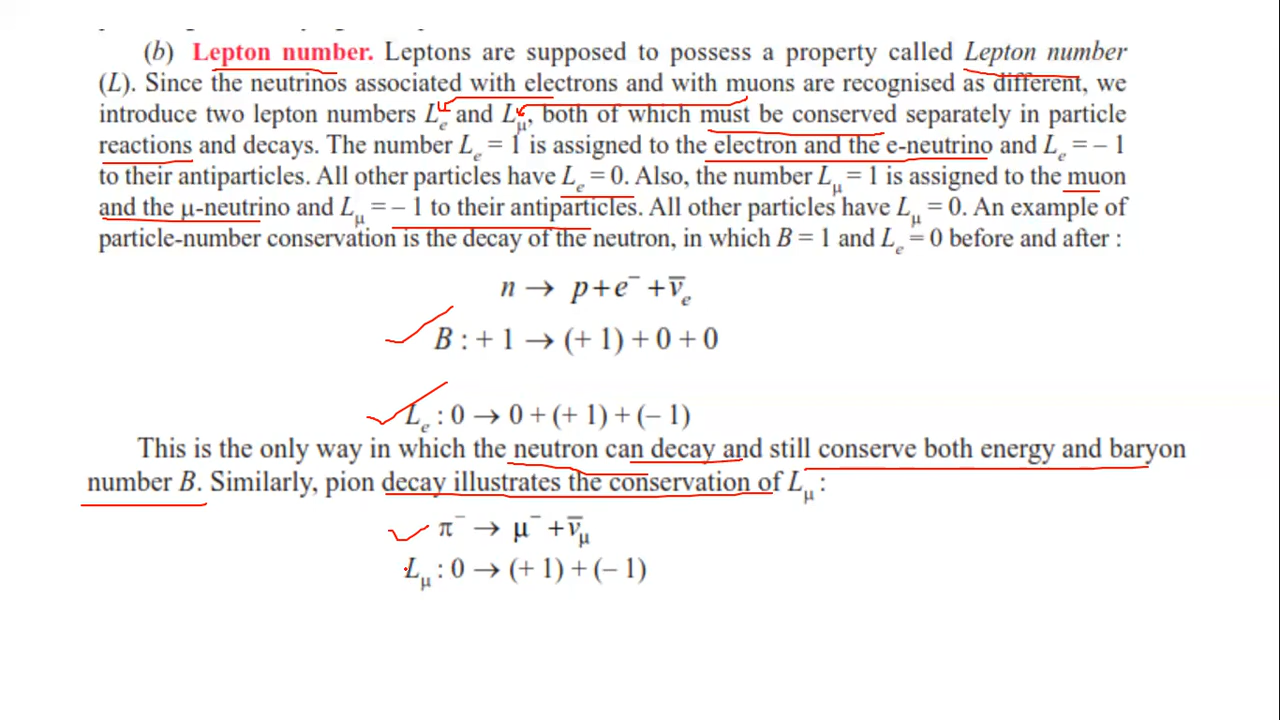 (b) Lepton number. Leptons are supposed to possess a property called Lepton number
(L). Since the neutrinos associated with electrons and with muons are recognised as different, we
introduce two lepton numbers Lₑ and L_μ, both of which must be conserved separately in particle
reactions and decays. The number Lₑ = 1 is assigned to the electron and the e-neutrino and Lₑ = – 1
to their antiparticles. All other particles have Lₑ = 0. Also, the number L_μ = 1 is assigned to the muon
and the μ-neutrino and L_μ = – 1 to their antiparticles. All other particles have L_μ = 0. An example of
particle-number conservation is the decay of the neutron, in which B = 1 and Lₑ = 0 before and after :
n → p + e⁻ + ν̄ₑ
B : + 1 → (+ 1) + 0 + 0
Lₑ : 0 → 0 + (+ 1) + (– 1)
This is the only way in which the neutron can decay and still conserve both energy and baryon
number B. Similarly, pion decay illustrates the conservation of L_μ :
π⁻ → μ⁻ + ν̄_μ
L_μ : 0 → (+ 1) + (– 1)